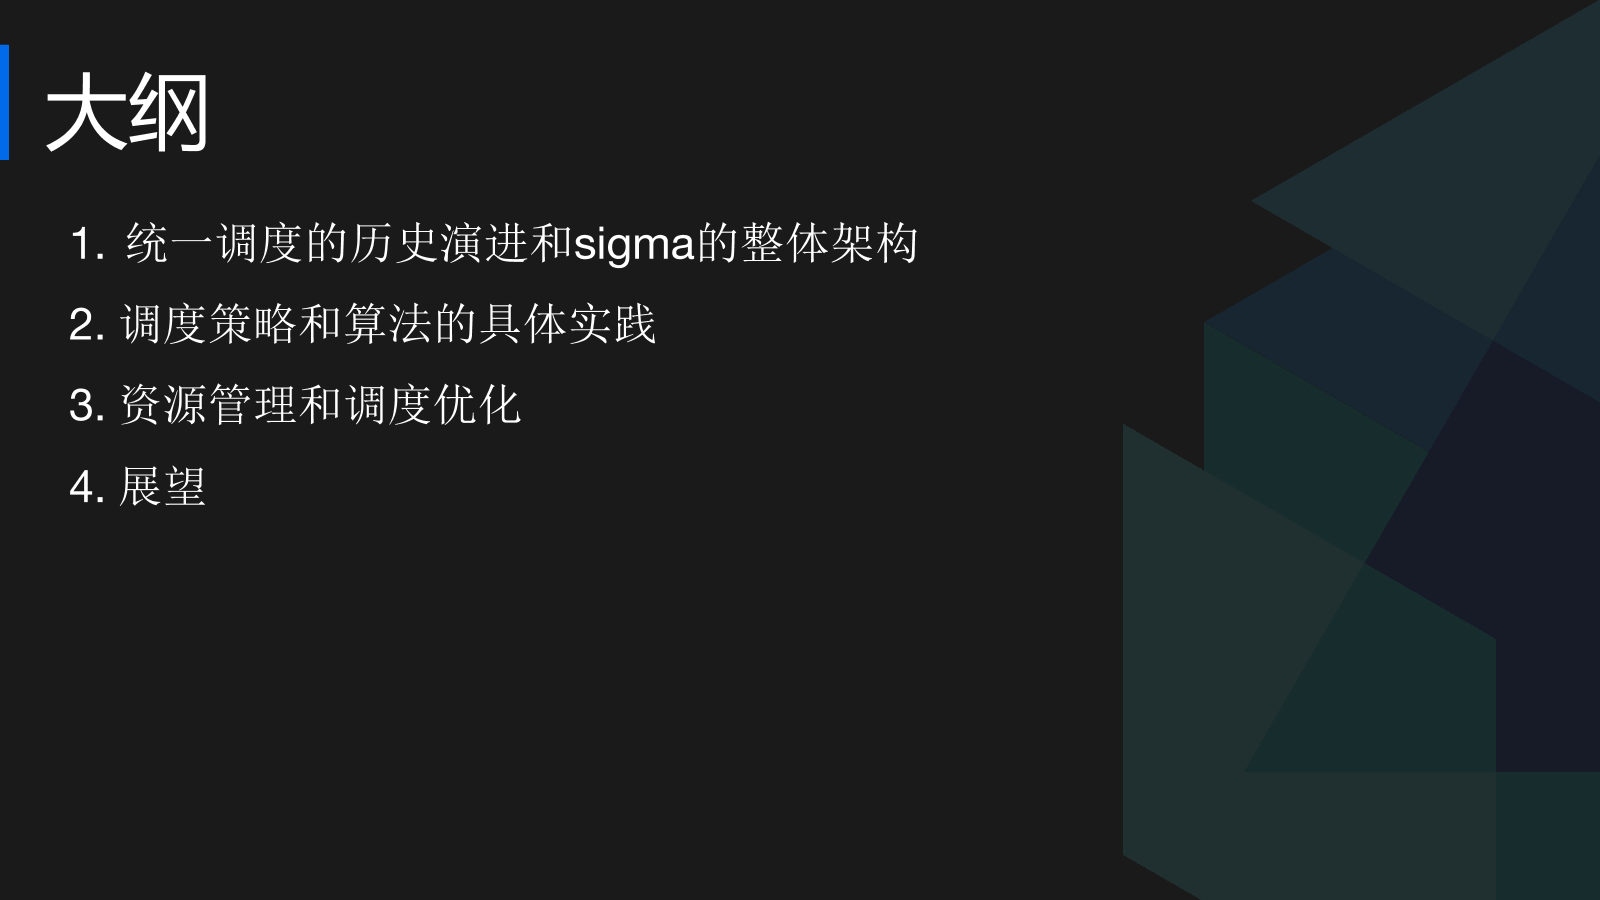 大纲
1. 统一调度的历史演进和sigma的整体架构
2. 调度策略和算法的具体实践
3. 资源管理和调度优化
4. 展望